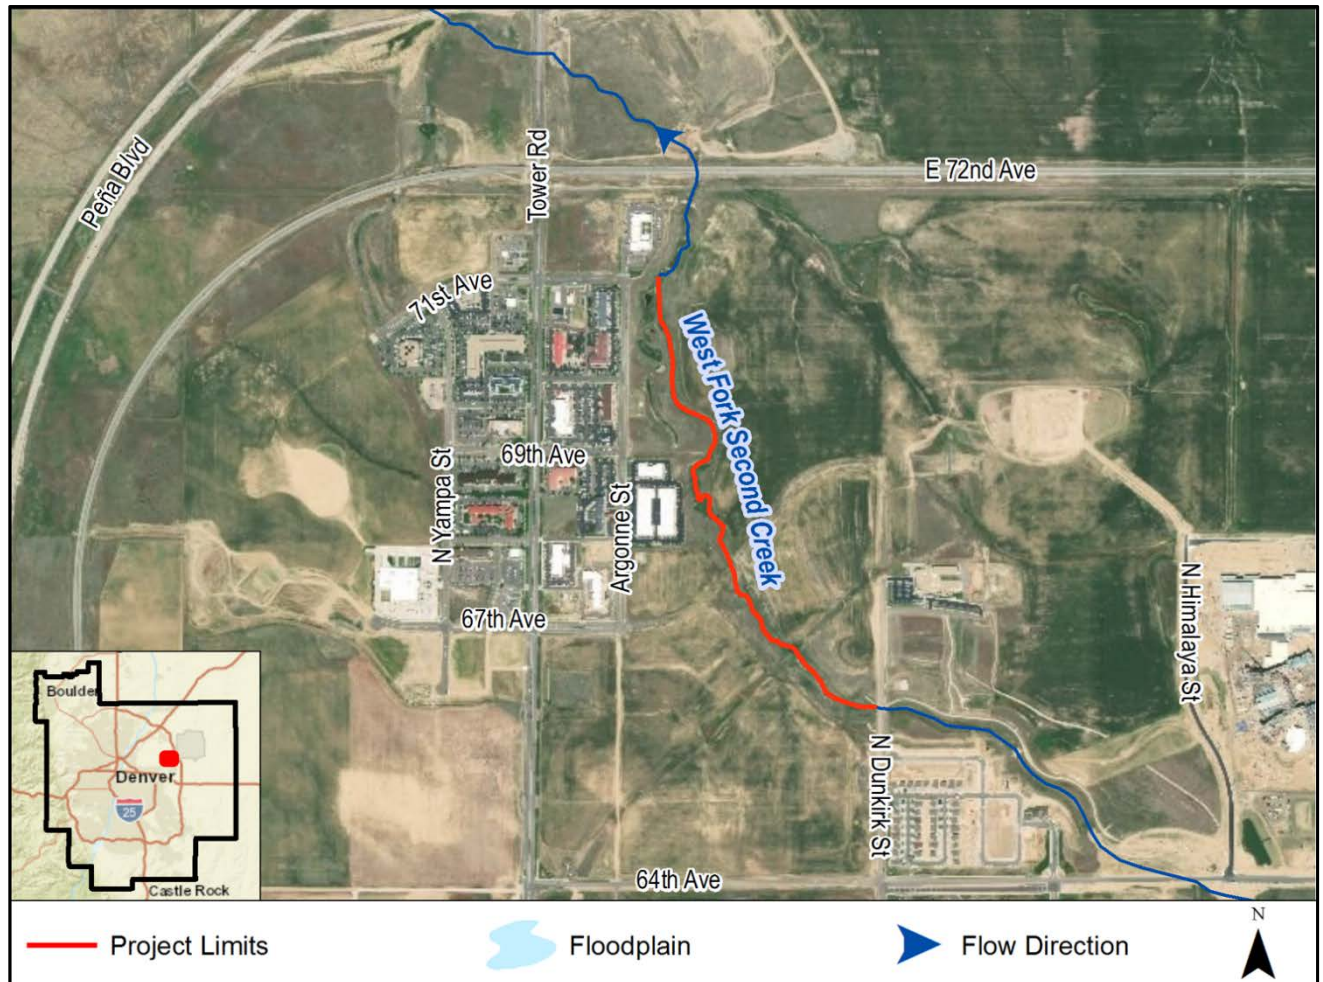 Peña Blvd
Tower Rd
E 72nd Ave
71st Ave
West Fork Second Creek
69th Ave
N Yampa St
Argonne St
67th Ave
N Himalaya St
N Dunkirk St
64th Ave
Boulder
Denver
25
Castle Rock
Project Limits
Floodplain
Flow Direction
N